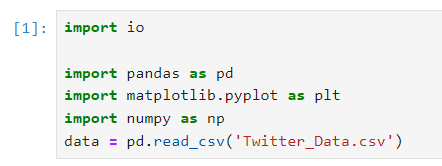 [1]: import io
import pandas as pd
import matplotlib.pyplot as plt
import numpy as np
data = pd.read_csv('Twitter_Data.csv')